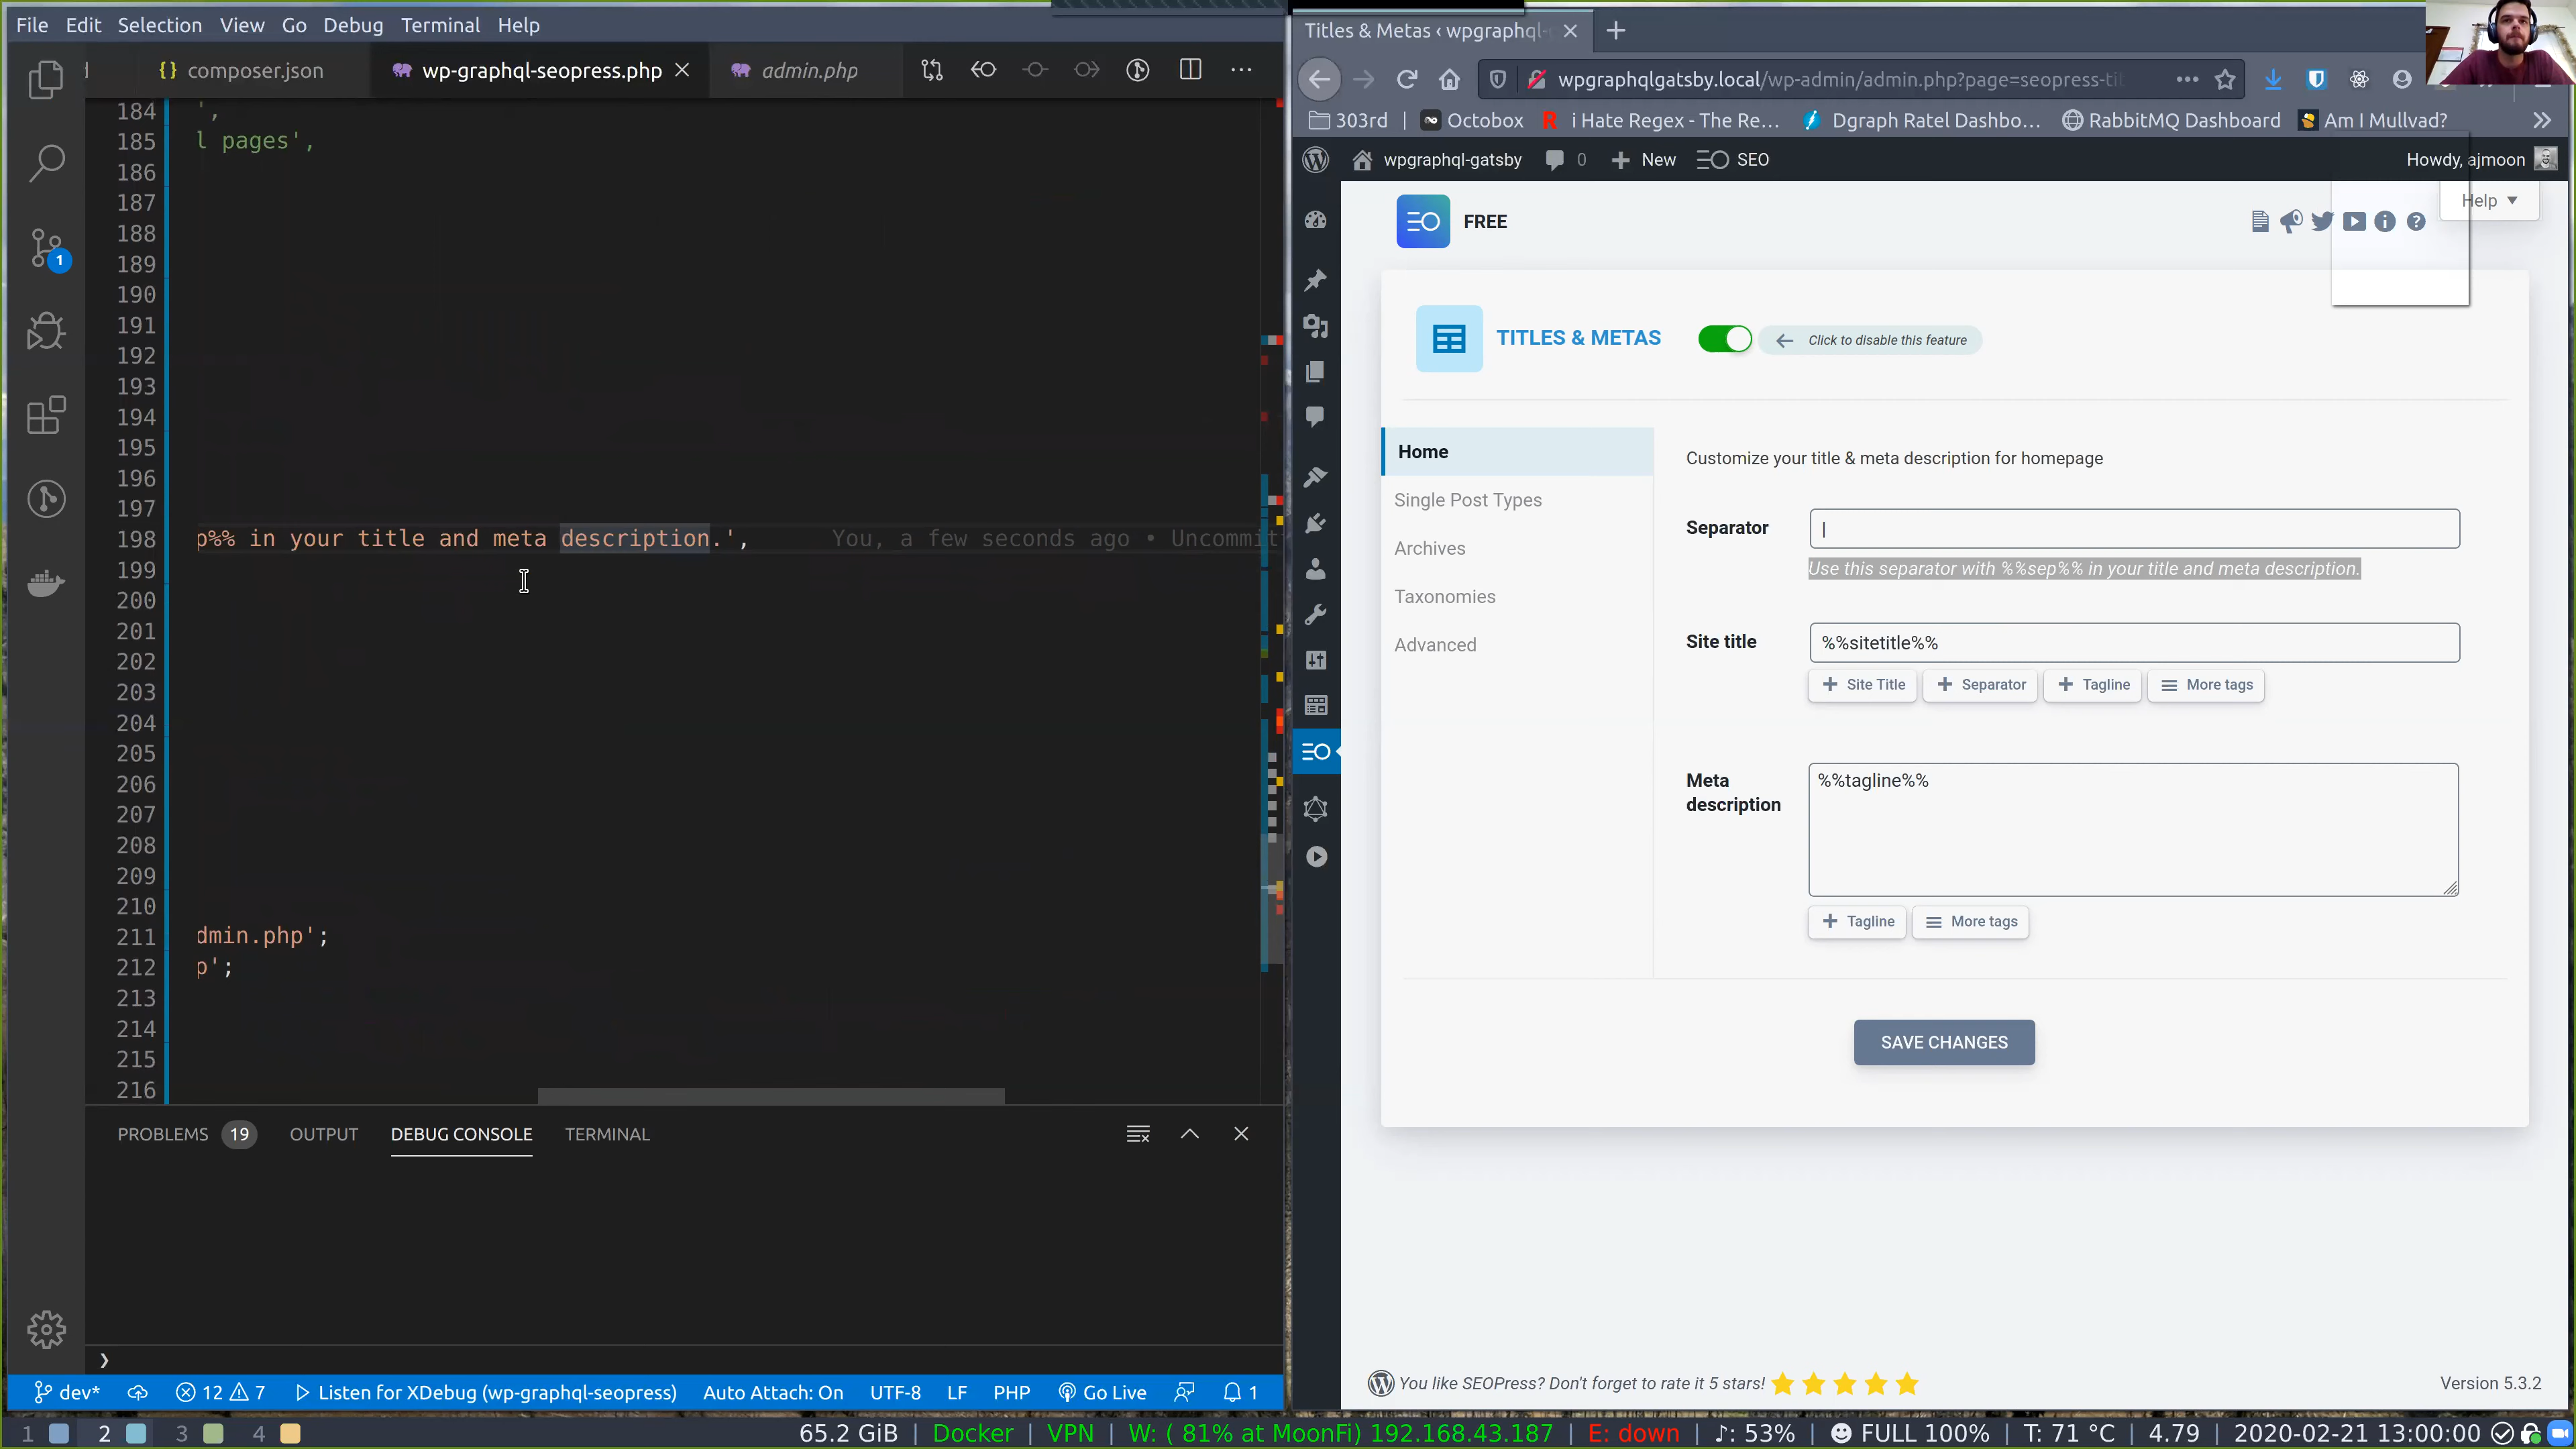 File Edit Selection View Go Debug Terminal Help
{} composer.json wp-graphql-seopress.php admin.php ...
184 ',
185 l pages',
186
187
188
189
190
191
192
193
194
195
196
197
198 p%% in your title and meta description.', You, a few seconds ago • Uncommit
199
200
201
202
203
204
205
206
207
208
209
210
211 dmin.php';
212 p';
213
214
215
216
1
PROBLEMS 19 OUTPUT DEBUG CONSOLE TERMINAL
dev* 12 7 Listen for XDebug (wp-graphql-seopress) Auto Attach: On UTF-8 LF PHP Go Live 1
Titles & Metas ‹ wpgraphql-
wpgraphqlgatsby.local/wp-admin/admin.php?page=seopress-tit
303rd | Octobox i Hate Regex - The Re... Dgraph Ratel Dashbo... RabbitMQ Dashboard Am I Mullvad?
wpgraphql-gatsby 0 New SEO Howdy, ajmoon
Help
FREE
TITLES & METAS Click to disable this feature
Home
Single Post Types
Archives
Taxonomies
Advanced
Customize your title & meta description for homepage
Separator |
Use this separator with %%sep%% in your title and meta description.
Site title %%sitetitle%%
+ Site Title + Separator + Tagline More tags
Meta description %%tagline%%
+ Tagline More tags
SAVE CHANGES
You like SEOPress? Don't forget to rate it 5 stars! Version 5.3.2
1 2 3 4 65.2 GiB | Docker | VPN | W: ( 81% at MoonFi) 192.168.43.187 | E: down | ♪: 53% | FULL 100% | T: 71 °C | 4.79 | 2020-02-21 13:00:00